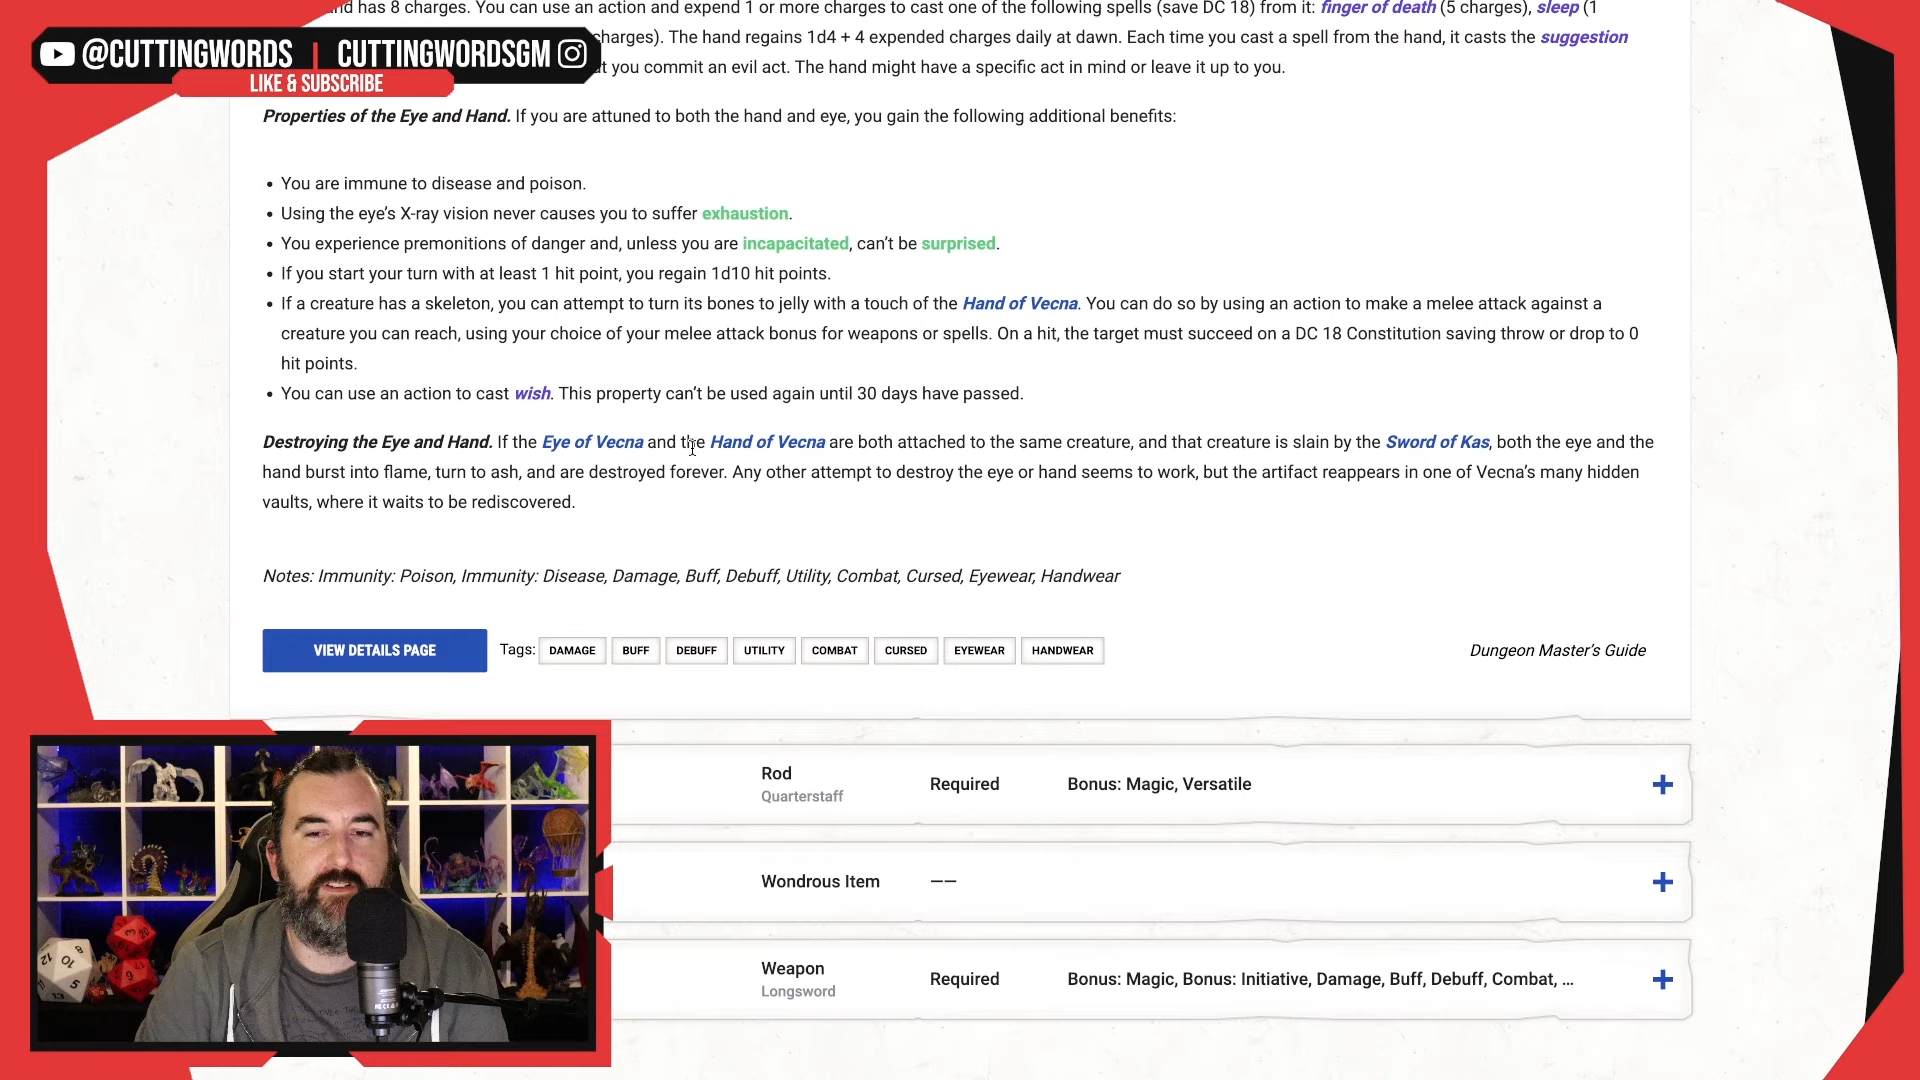 nd has 8 charges. You can use an action and expend 1 or more charges to cast one of the following spells (save DC 18) from it: finger of death (5 charges), sleep (1
@CUTTINGWORDS | CUTTINGWORDSGM
LIKE & SUBSCRIBE
charges). The hand regains 1d4 + 4 expended charges daily at dawn. Each time you cast a spell from the hand, it casts the suggestion
t you commit an evil act. The hand might have a specific act in mind or leave it up to you.
Properties of the Eye and Hand. If you are attuned to both the hand and eye, you gain the following additional benefits:
• You are immune to disease and poison.
• Using the eye’s X-ray vision never causes you to suffer exhaustion.
• You experience premonitions of danger and, unless you are incapacitated, can’t be surprised.
• If you start your turn with at least 1 hit point, you regain 1d10 hit points.
• If a creature has a skeleton, you can attempt to turn its bones to jelly with a touch of the Hand of Vecna. You can do so by using an action to make a melee attack against a
creature you can reach, using your choice of your melee attack bonus for weapons or spells. On a hit, the target must succeed on a DC 18 Constitution saving throw or drop to 0
hit points.
• You can use an action to cast wish. This property can’t be used again until 30 days have passed.
Destroying the Eye and Hand. If the Eye of Vecna and the Hand of Vecna are both attached to the same creature, and that creature is slain by the Sword of Kas, both the eye and the
hand burst into flame, turn to ash, and are destroyed forever. Any other attempt to destroy the eye or hand seems to work, but the artifact reappears in one of Vecna’s many hidden
vaults, where it waits to be rediscovered.
Notes: Immunity: Poison, Immunity: Disease, Damage, Buff, Debuff, Utility, Combat, Cursed, Eyewear, Handwear
VIEW DETAILS PAGE Tags: DAMAGE BUFF DEBUFF UTILITY COMBAT CURSED EYEWEAR HANDWEAR Dungeon Master’s Guide
Rod Required Bonus: Magic, Versatile
Quarterstaff
Wondrous Item ——
Weapon Required Bonus: Magic, Bonus: Initiative, Damage, Buff, Debuff, Combat, ...
Longsword